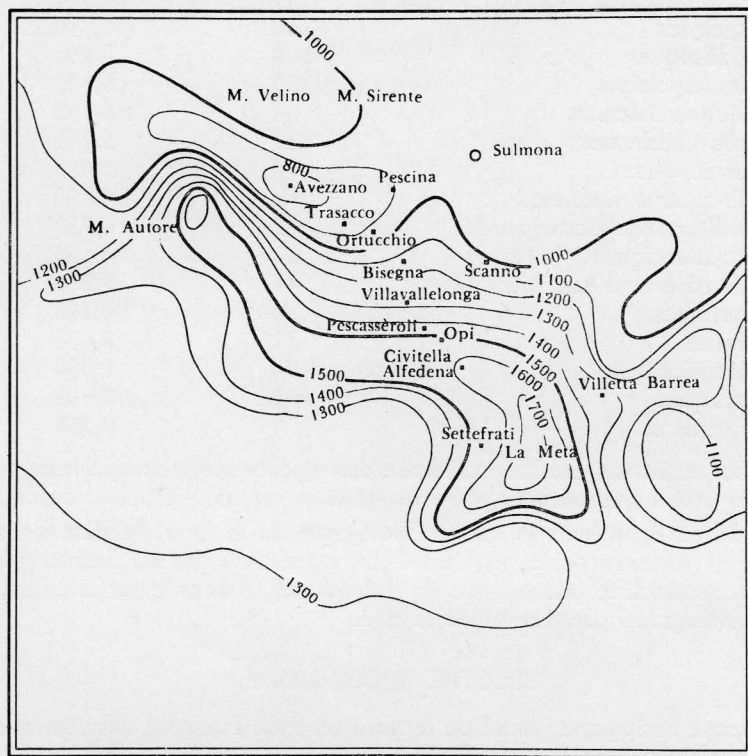 1000
M. Velino M. Sirente
Sulmona
800
Avezzano Pescina
Trasacco
M. Autore
Ortucchio
1000
Bisegna Scanno
1200
1100
1300
1200
Villavallelonga
1300
Pescassèroli
Opi
1400
Civitella
Alfedena
1500
1500
1600
Villetta Barrea
1400
1300
1700
Settefrati
La Meta
1100
1300